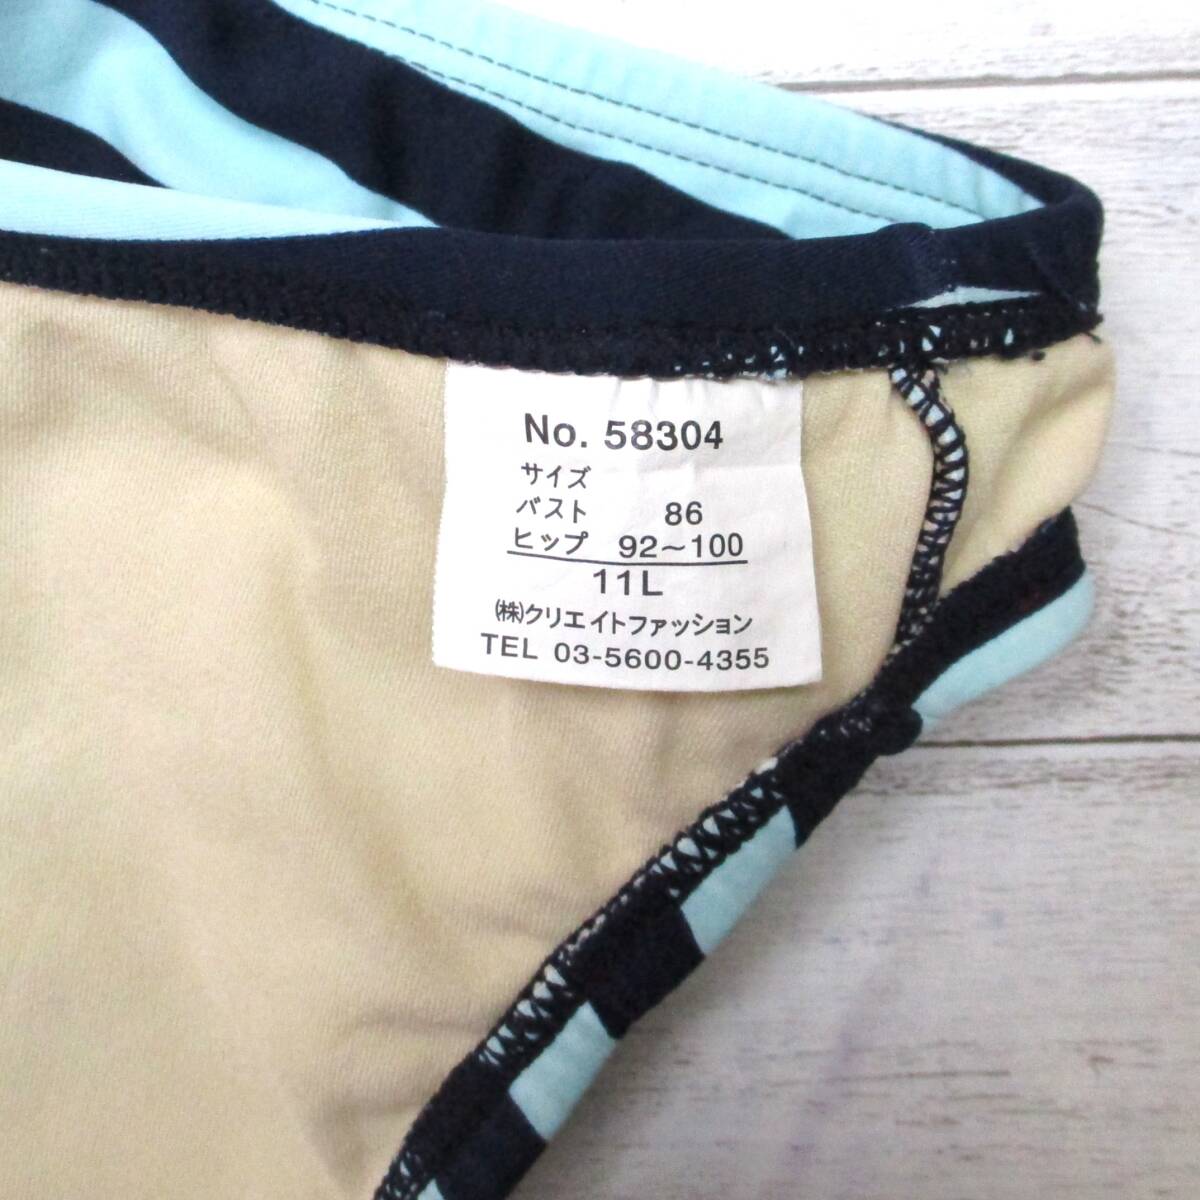 No. 58304
サイズ
バスト 86
ヒップ 92～100
11L
㈱クリエイトファッション
TEL 03-5600-4355